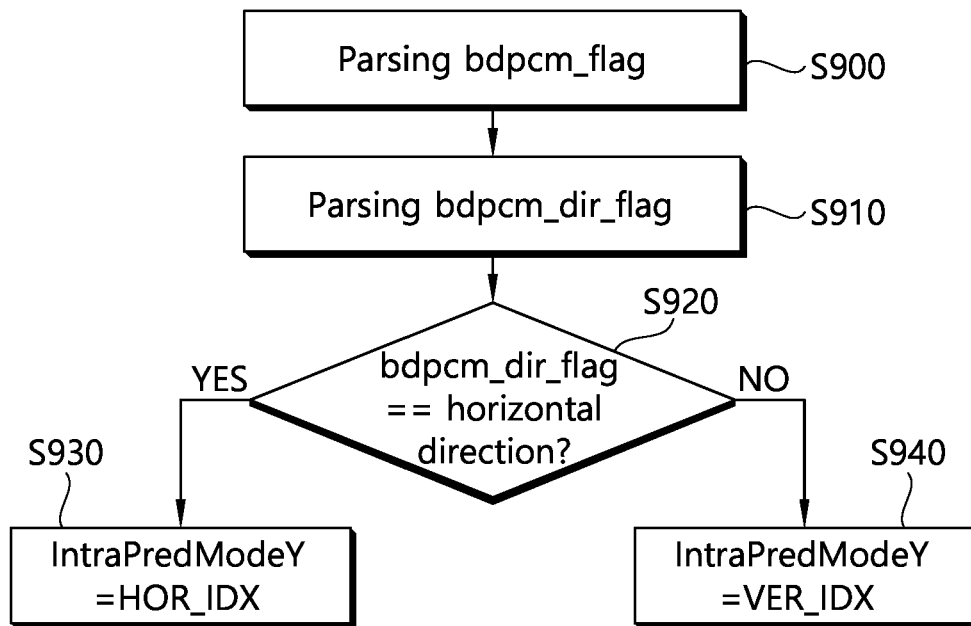 Parsing bdpcm_flag
S900
Parsing bdpcm_dir_flag
S910
S920
bdpcm_dir_flag
== horizontal
direction?
YES
NO
S930
S940
IntraPredModeY
=HOR_IDX
IntraPredModeY
=VER_IDX